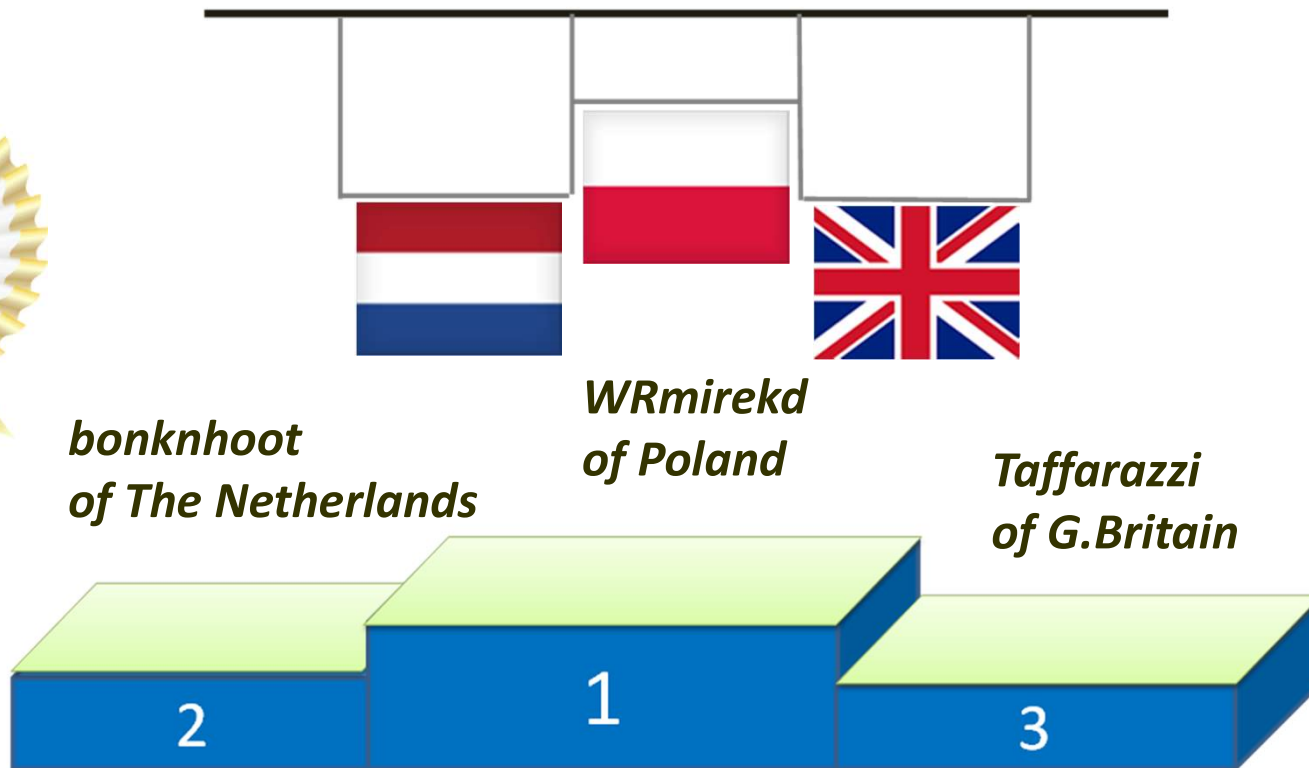 WRmirekd
of Poland
bonknhoot
of The Netherlands
Taffarazzi
of G.Britain
2
1
3